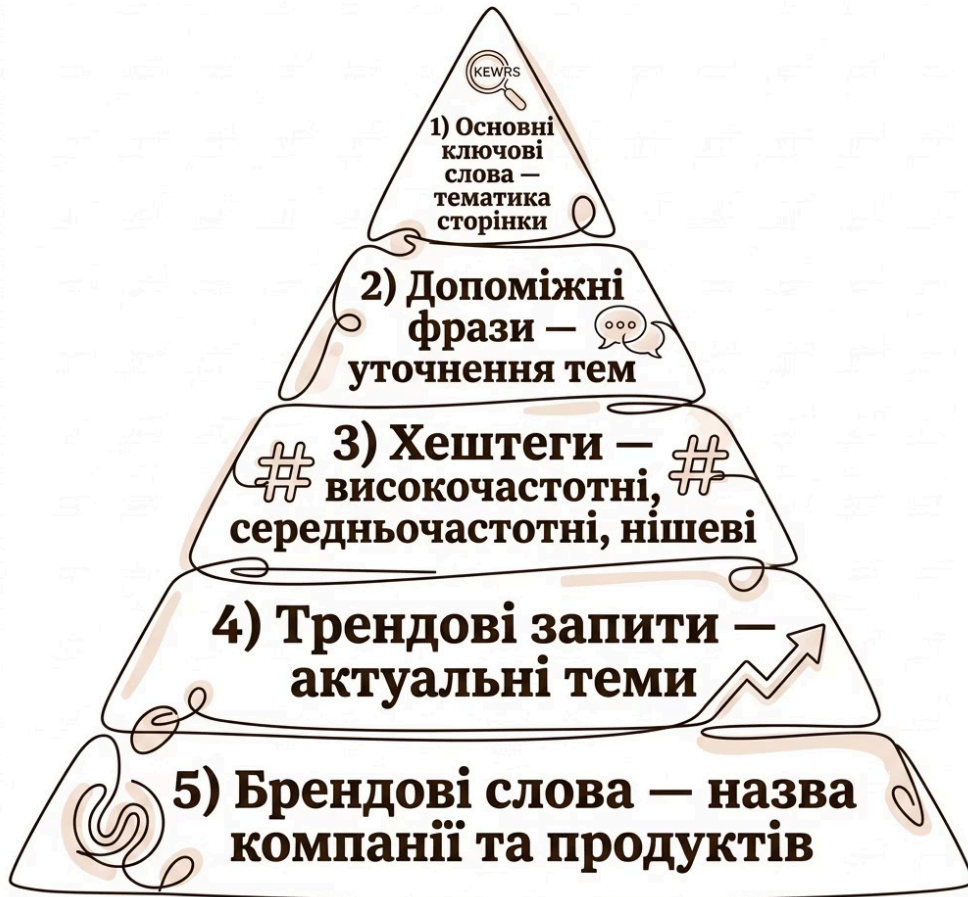 KEWRS
1) Основні
ключові
слова —
тематика
сторінки
2) Допоміжні
фрази —
уточнення тем
3) Хештеги —
високочастотні,
середньочастотні, нішеві
4) Трендові запити —
актуальні теми
5) Брендові слова — назва
компанії та продуктів